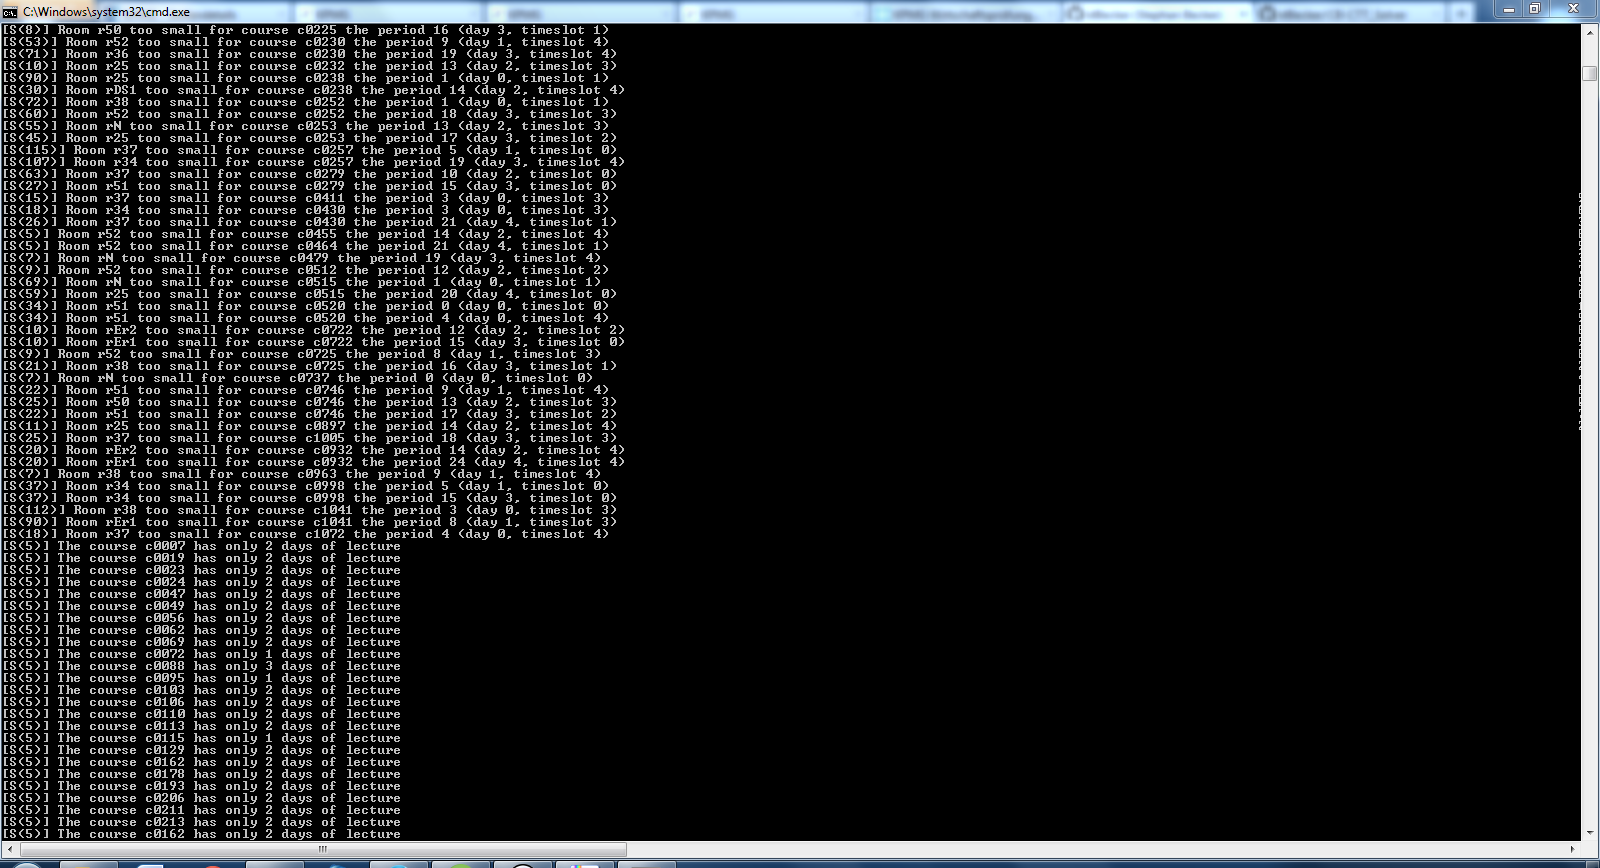 C:\Windows\system32\cmd.exe
[S(8)] Room r50 too small for course c0225 the period 16 (day 3, timeslot 1)
[S(53)] Room r52 too small for course c0230 the period 9 (day 1, timeslot 4)
[S(71)] Room r36 too small for course c0230 the period 19 (day 3, timeslot 4)
[S(10)] Room r25 too small for course c0232 the period 13 (day 2, timeslot 3)
[S(90)] Room r25 too small for course c0238 the period 1 (day 0, timeslot 1)
[S(30)] Room rDS1 too small for course c0238 the period 14 (day 2, timeslot 4)
[S(72)] Room r38 too small for course c0252 the period 1 (day 0, timeslot 1)
[S(60)] Room r52 too small for course c0252 the period 18 (day 3, timeslot 3)
[S(55)] Room rN too small for course c0253 the period 13 (day 2, timeslot 3)
[S(45)] Room r25 too small for course c0253 the period 17 (day 3, timeslot 2)
[S(115)] Room r37 too small for course c0257 the period 5 (day 1, timeslot 0)
[S(107)] Room r34 too small for course c0257 the period 19 (day 3, timeslot 4)
[S(63)] Room r37 too small for course c0279 the period 10 (day 2, timeslot 0)
[S(27)] Room r51 too small for course c0279 the period 15 (day 3, timeslot 0)
[S(15)] Room r37 too small for course c0411 the period 3 (day 0, timeslot 3)
[S(18)] Room r34 too small for course c0430 the period 3 (day 0, timeslot 3)
[S(26)] Room r37 too small for course c0430 the period 21 (day 4, timeslot 1)
[S(5)] Room r52 too small for course c0455 the period 14 (day 2, timeslot 4)
[S(5)] Room r52 too small for course c0464 the period 21 (day 4, timeslot 1)
[S(7)] Room rN too small for course c0479 the period 19 (day 3, timeslot 4)
[S(9)] Room r52 too small for course c0512 the period 12 (day 2, timeslot 2)
[S(69)] Room rN too small for course c0515 the period 1 (day 0, timeslot 1)
[S(59)] Room r25 too small for course c0515 the period 20 (day 4, timeslot 0)
[S(34)] Room r51 too small for course c0520 the period 0 (day 0, timeslot 0)
[S(34)] Room r51 too small for course c0520 the period 4 (day 0, timeslot 4)
[S(10)] Room rEr2 too small for course c0722 the period 12 (day 2, timeslot 2)
[S(10)] Room rEr1 too small for course c0722 the period 15 (day 3, timeslot 0)
[S(9)] Room r52 too small for course c0725 the period 8 (day 1, timeslot 3)
[S(21)] Room r38 too small for course c0725 the period 16 (day 3, timeslot 1)
[S(7)] Room rN too small for course c0737 the period 0 (day 0, timeslot 0)
[S(22)] Room r51 too small for course c0746 the period 9 (day 1, timeslot 4)
[S(25)] Room r50 too small for course c0746 the period 13 (day 2, timeslot 3)
[S(22)] Room r51 too small for course c0746 the period 17 (day 3, timeslot 2)
[S(11)] Room r25 too small for course c0897 the period 14 (day 2, timeslot 4)
[S(25)] Room r37 too small for course c1005 the period 18 (day 3, timeslot 3)
[S(20)] Room rEr2 too small for course c0932 the period 14 (day 2, timeslot 4)
[S(20)] Room rEr1 too small for course c0932 the period 24 (day 4, timeslot 4)
[S(7)] Room r38 too small for course c0963 the period 9 (day 1, timeslot 4)
[S(37)] Room r34 too small for course c0998 the period 5 (day 1, timeslot 0)
[S(37)] Room r34 too small for course c0998 the period 15 (day 3, timeslot 0)
[S(112)] Room r38 too small for course c1041 the period 3 (day 0, timeslot 3)
[S(90)] Room rEr1 too small for course c1041 the period 8 (day 1, timeslot 3)
[S(18)] Room r37 too small for course c1072 the period 4 (day 0, timeslot 4)
[S(5)] The course c0007 has only 2 days of lecture
[S(5)] The course c0019 has only 2 days of lecture
[S(5)] The course c0023 has only 2 days of lecture
[S(5)] The course c0024 has only 2 days of lecture
[S(5)] The course c0047 has only 2 days of lecture
[S(5)] The course c0049 has only 2 days of lecture
[S(5)] The course c0056 has only 2 days of lecture
[S(5)] The course c0062 has only 2 days of lecture
[S(5)] The course c0069 has only 2 days of lecture
[S(5)] The course c0072 has only 1 days of lecture
[S(5)] The course c0088 has only 3 days of lecture
[S(5)] The course c0095 has only 1 days of lecture
[S(5)] The course c0103 has only 2 days of lecture
[S(5)] The course c0106 has only 2 days of lecture
[S(5)] The course c0110 has only 2 days of lecture
[S(5)] The course c0113 has only 2 days of lecture
[S(5)] The course c0115 has only 1 days of lecture
[S(5)] The course c0129 has only 2 days of lecture
[S(5)] The course c0162 has only 2 days of lecture
[S(5)] The course c0178 has only 2 days of lecture
[S(5)] The course c0193 has only 2 days of lecture
[S(5)] The course c0206 has only 2 days of lecture
[S(5)] The course c0211 has only 2 days of lecture
[S(5)] The course c0213 has only 2 days of lecture
[S(5)] The course c0162 has only 2 days of lecture